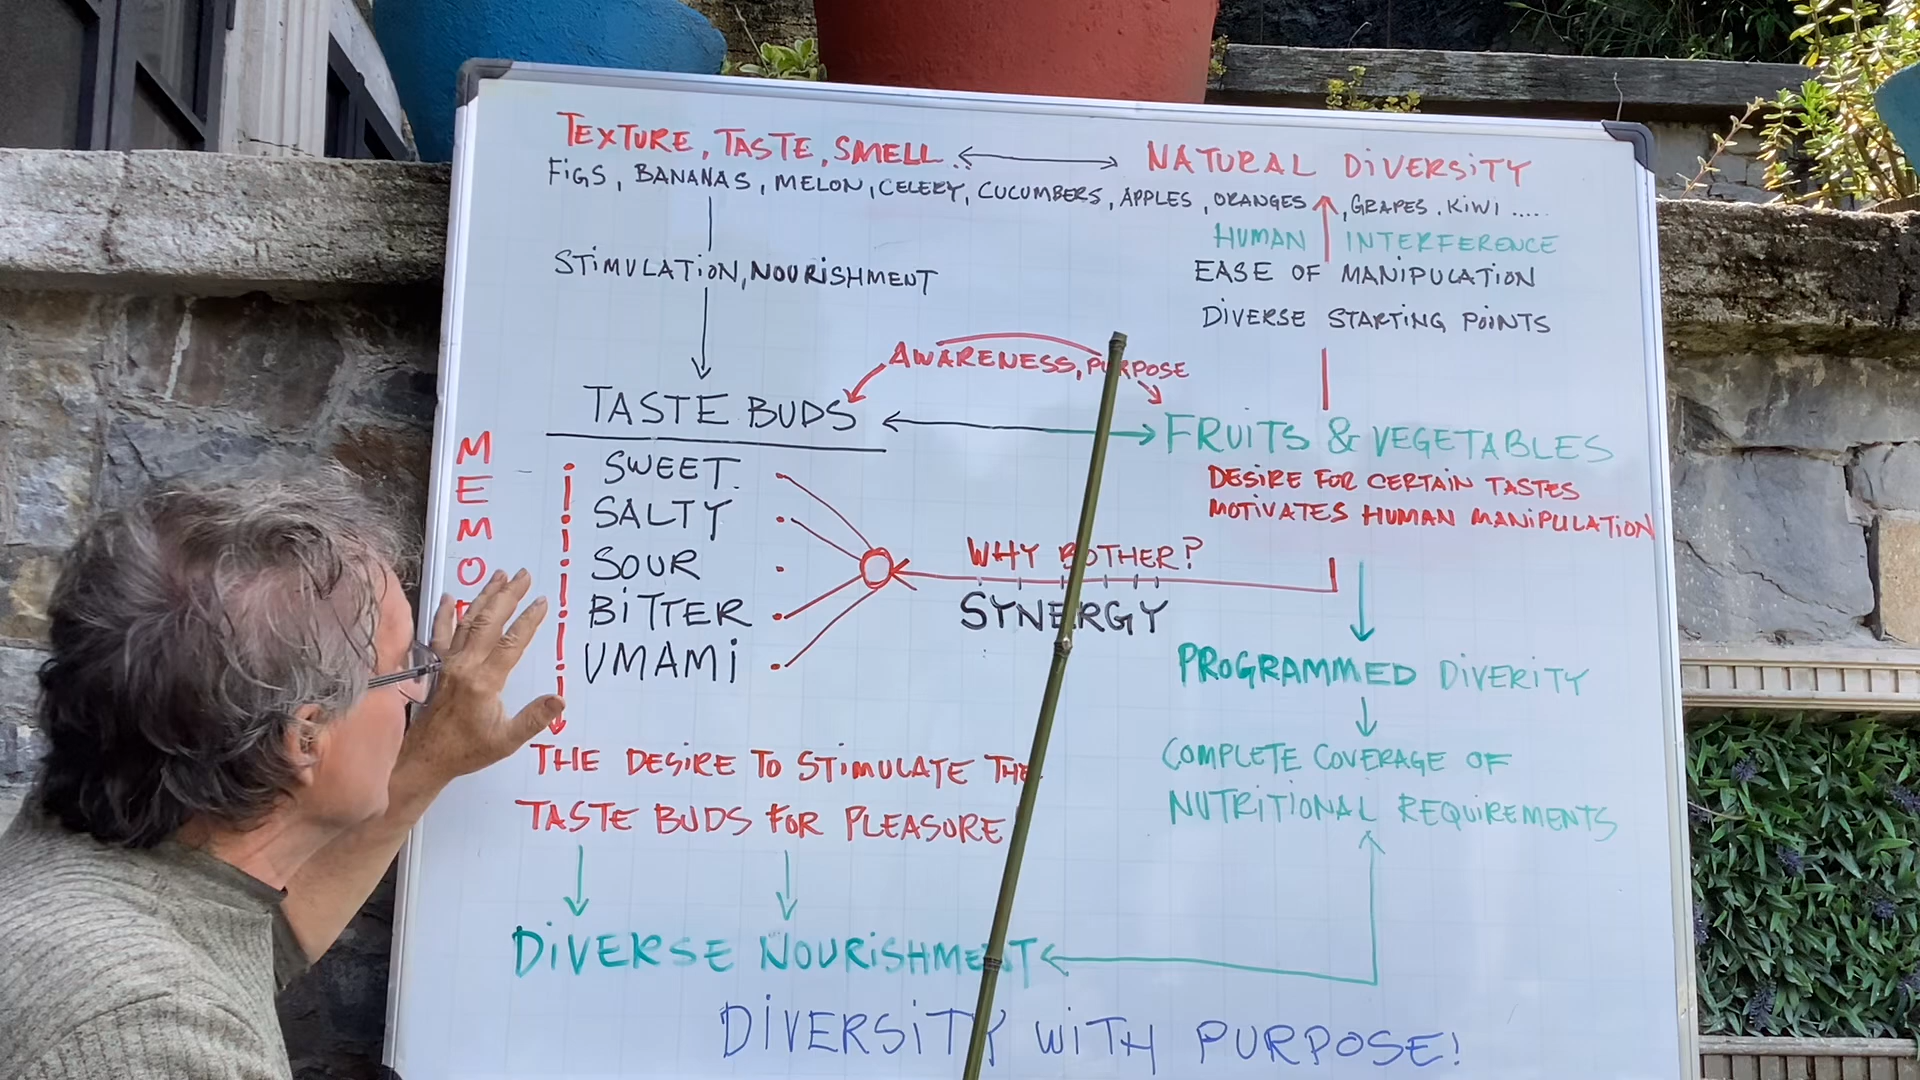 TEXTURE, TASTE, SMELL. NATURAL DIVERSITY
FIGS, BANANAS, MELON, CELERY, CUCUMBERS, APPLES, ORANGES, GRAPES, KIWI .....
HUMAN INTERFERENCE
STIMULATION, NOURISHMENT
EASE OF MANIPULATION
DIVERSE STARTING POINTS
AWARENESS, PURPOSE
TASTE BUDS
FRUITS & VEGETABLES
DESIRE FOR CERTAIN TASTES
MOTIVATES HUMAN MANIPULATION
SWEET.
SALTY
SOUR
BITTER
UMAMI
WHY BOTHER?
SYNERGY
PROGRAMMED DIVERITY
COMPLETE COVERAGE OF
NUTRITIONAL REQUIREMENTS
THE DESIRE TO STIMULATE THE
TASTE BUDS FOR PLEASURE
DIVERSE NOURISHMENT
DIVERSITY WITH PURPOSE!